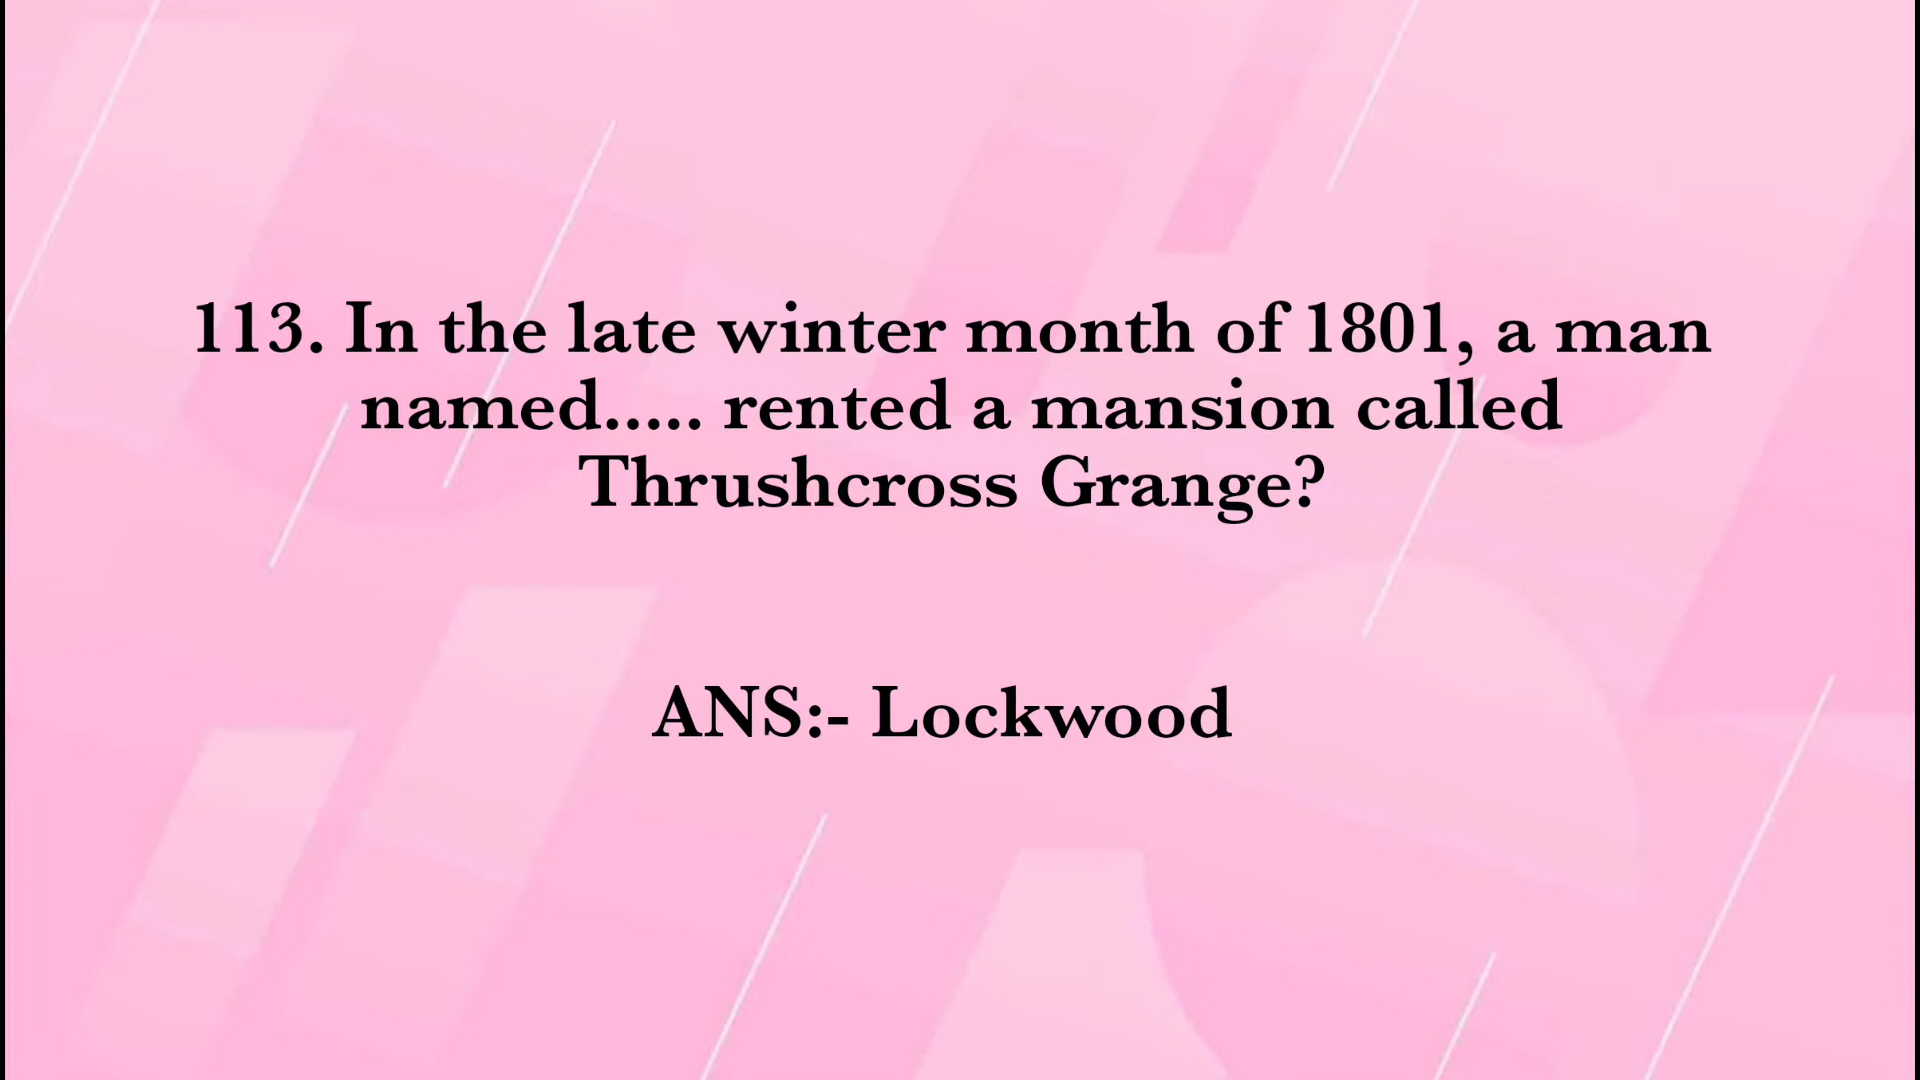 113. In the late winter month of 1801, a man
named..... rented a mansion called
Thrushcross Grange?
ANS:- Lockwood